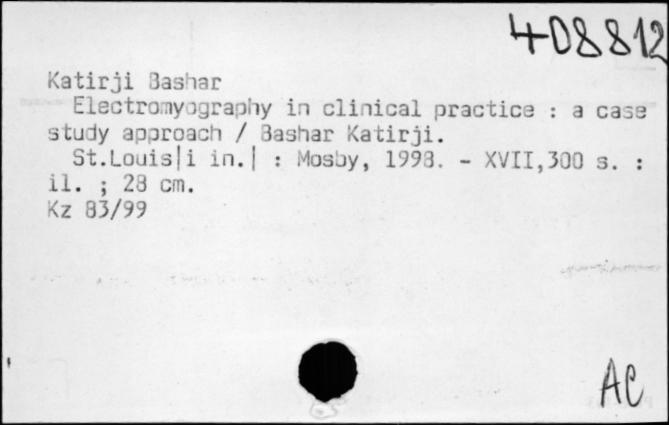 408812
Katirji Bashar
Electromyography in clinical practice : a case
study approach / Bashar Katirji.
St.Louis|i in.| : Mosby, 1998. - XVII,300 s. :
il. ; 28 cm.
Kz 83/99
AC